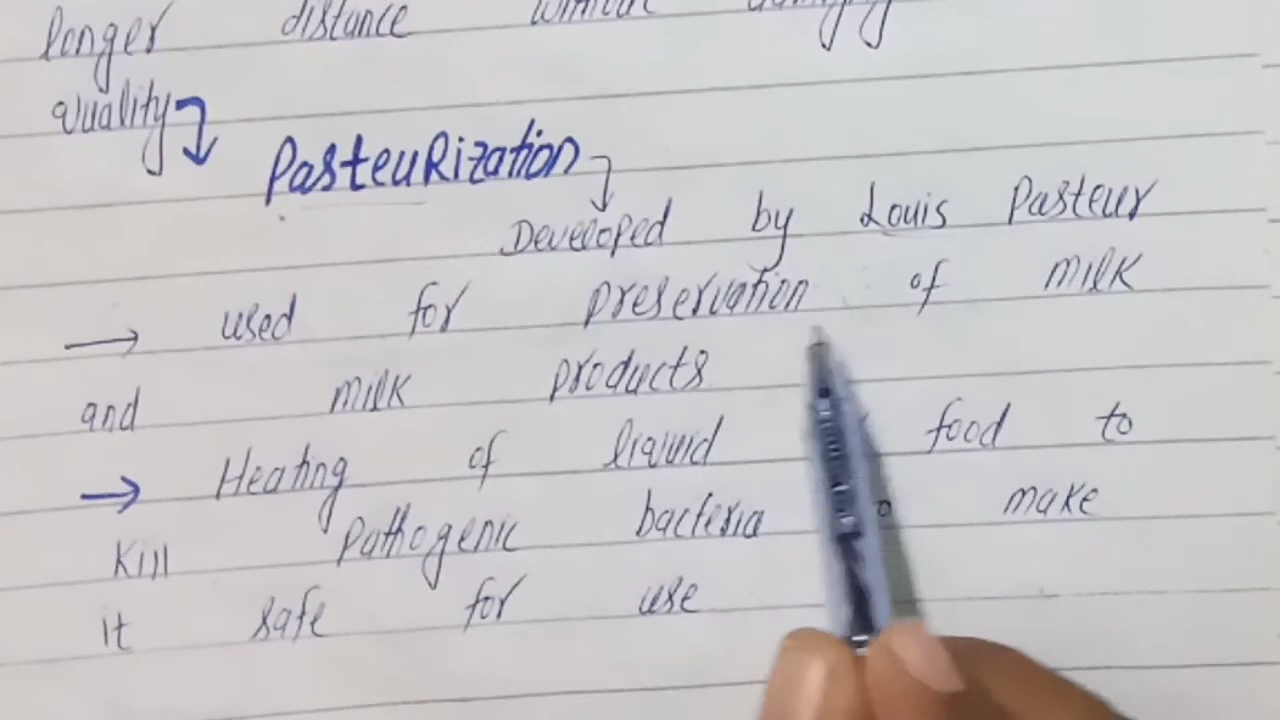 longer distance without
quality
PasteuRization
Developed by Louis Pasteur
→ used for preservation of milk
and milk products
→ Heating of liquid food to
kill pathogenic bacteria make
it safe for use